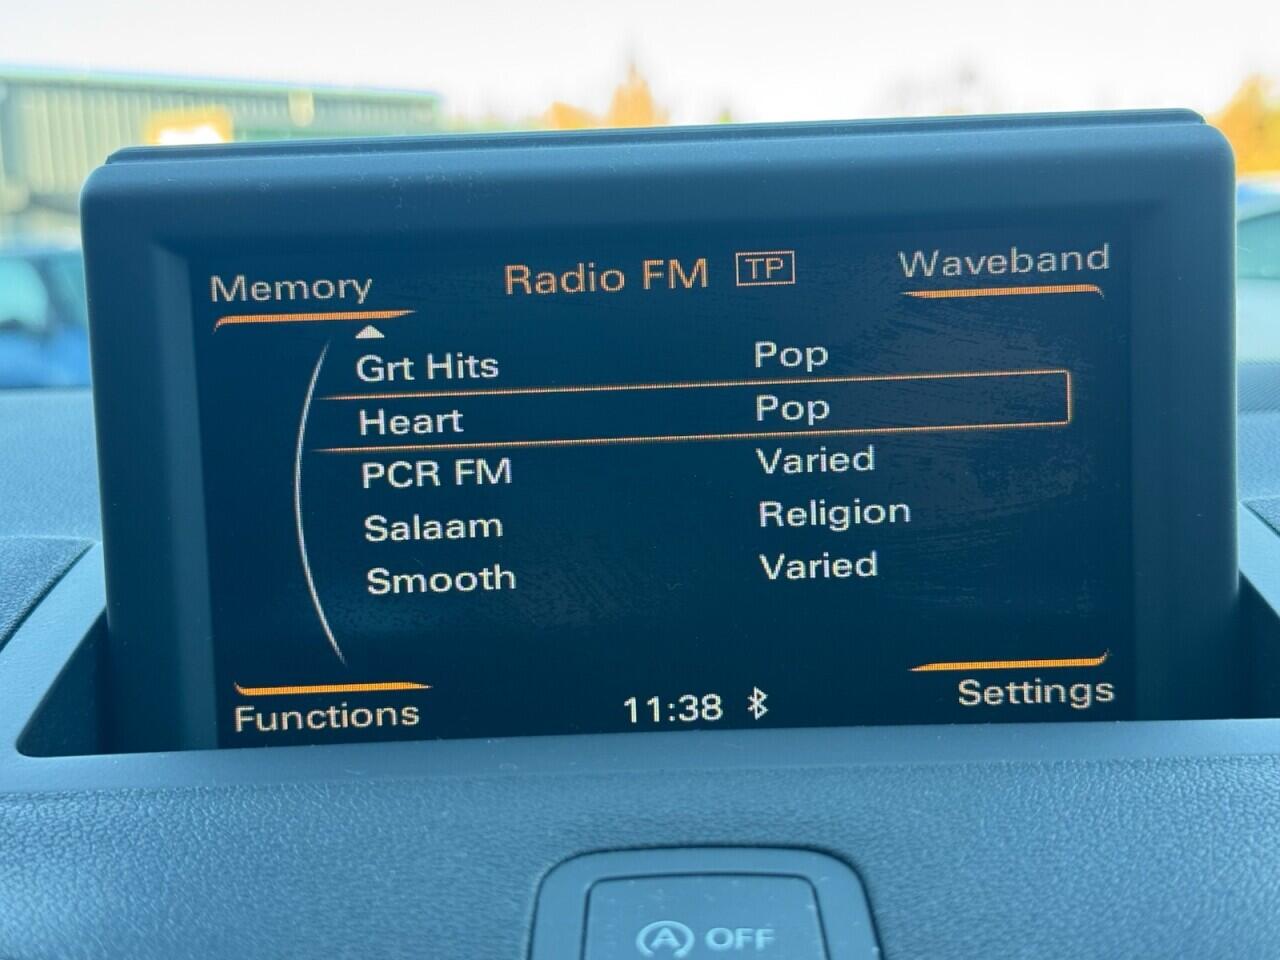 Memory Radio FM TP Waveband
Grt Hits Pop
Heart Pop
PCR FM Varied
Salaam Religion
Smooth Varied
Functions 11:38 Settings
A OFF